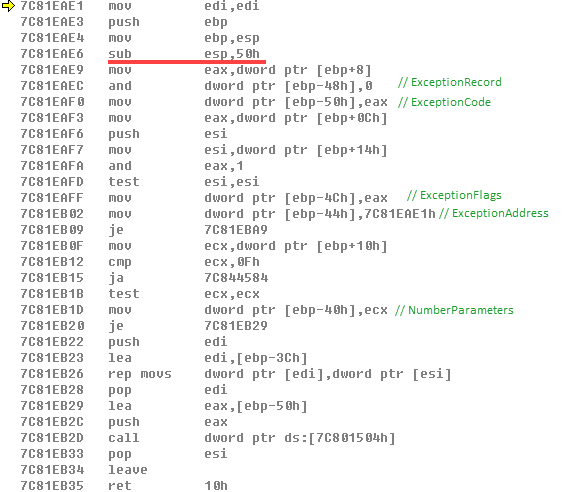 7C81EAE1 mov edi,edi
7C81EAE3 push ebp
7C81EAE4 mov ebp,esp
7C81EAE6 sub esp,50h
7C81EAE9 mov eax,dword ptr [ebp+8]
7C81EAEC and dword ptr [ebp-48h],0 // ExceptionRecord
7C81EAF0 mov dword ptr [ebp-50h],eax // ExceptionCode
7C81EAF3 mov eax,dword ptr [ebp+0Ch]
7C81EAF6 push esi
7C81EAF7 mov esi,dword ptr [ebp+14h]
7C81EAFA and eax,1
7C81EAFD test esi,esi
7C81EAFF mov dword ptr [ebp-4Ch],eax // ExceptionFlags
7C81EB02 mov dword ptr [ebp-44h],7C81EAE1h // ExceptionAddress
7C81EB09 je 7C81EBA9
7C81EB0F mov ecx,dword ptr [ebp+10h]
7C81EB12 cmp ecx,0Fh
7C81EB15 ja 7C844584
7C81EB1B test ecx,ecx
7C81EB1D mov dword ptr [ebp-40h],ecx // NumberParameters
7C81EB20 je 7C81EB29
7C81EB22 push edi
7C81EB23 lea edi,[ebp-3Ch]
7C81EB26 rep movs dword ptr [edi],dword ptr [esi]
7C81EB28 pop edi
7C81EB29 lea eax,[ebp-50h]
7C81EB2C push eax
7C81EB2D call dword ptr ds:[7C801504h]
7C81EB33 pop esi
7C81EB34 leave
7C81EB35 ret 10h